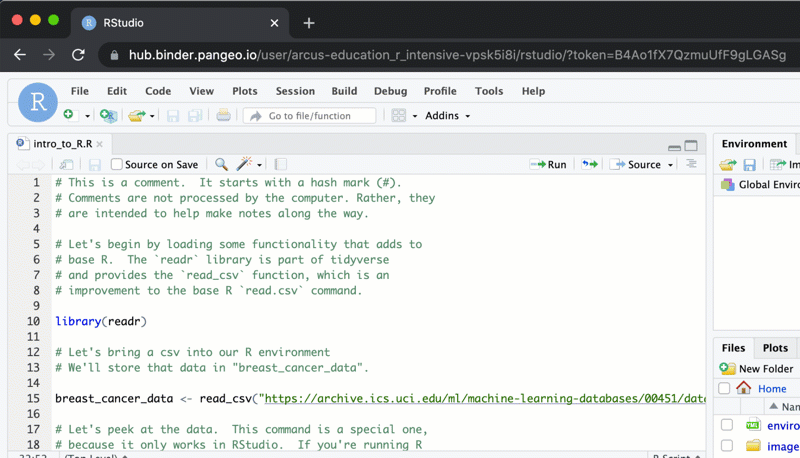 RStudio
hub.binder.pangeo.io/user/arcus-education_r_intensive-vpsk5i8i/rstudio/?token=B4Ao1fX7QzmuUfF9gLGASg
R
File Edit Code View Plots Session Build Debug Profile Tools Help
Go to file/function Addins
intro_to_R.R
Source on Save Run Source
1 # This is a comment. It starts with a hash mark (#).
2 # Comments are not processed by the computer. Rather, they
3 # are intended to help make notes along the way.
4
5 # Let's begin by loading some functionality that adds to
6 # base R. The `readr` library is part of tidyverse
7 # and provides the `read_csv` function, which is an
8 # improvement to the base R `read.csv` command.
9
10 library(readr)
11
12 # Let's bring a csv into our R environment
13 # We'll store that data in "breast_cancer_data".
14
15 breast_cancer_data <- read_csv("https://archive.ics.uci.edu/ml/machine-learning-databases/00451/data
16
17 # Let's peek at the data. This command is a special one,
18 # because it only works in RStudio. If you're running R
Environment
Im
Global Enviro
Files Plots
New Folder
Home
Nam
enviro
image